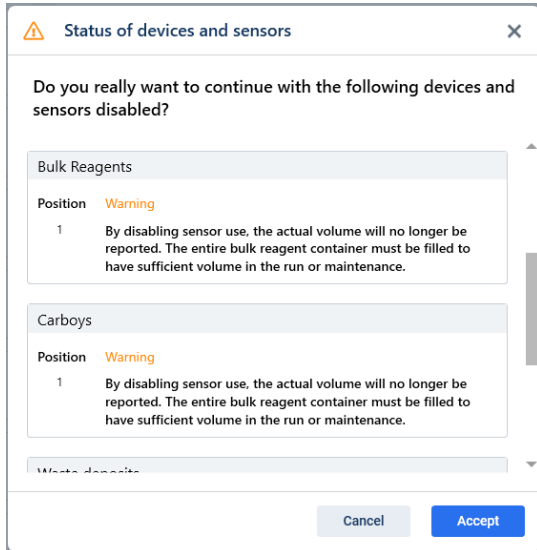 Status of devices and sensors
Do you really want to continue with the following devices and
sensors disabled?
Bulk Reagents
Position Warning
1 By disabling sensor use, the actual volume will no longer be
reported. The entire bulk reagent container must be filled to
have sufficient volume in the run or maintenance.
Carboys
Position Warning
1 By disabling sensor use, the actual volume will no longer be
reported. The entire bulk reagent container must be filled to
have sufficient volume in the run or maintenance.
Waste deposits
Cancel Accept